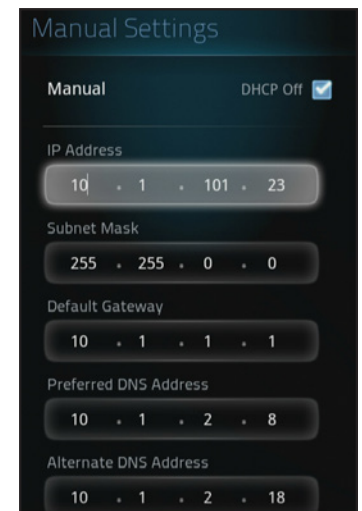 Manual Settings
Manual DHCP Off
IP Address
10 . 1 . 101 . 23
Subnet Mask
255 . 255 . 0 . 0
Default Gateway
10 . 1 . 1 . 1
Preferred DNS Address
10 . 1 . 2 . 8
Alternate DNS Address
10 . 1 . 2 . 18